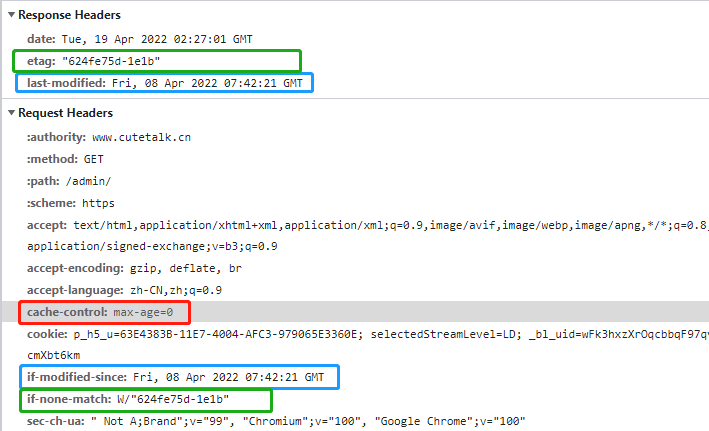 Response Headers
date: Tue, 19 Apr 2022 02:27:01 GMT
etag: "624fe75d-1e1b"
last-modified: Fri, 08 Apr 2022 07:42:21 GMT
Request Headers
:authority: www.cutetalk.cn
:method: GET
:path: /admin/
:scheme: https
accept: text/html,application/xhtml+xml,application/xml;q=0.9,image/avif,image/webp,image/apng,*/*;q=0.8,
application/signed-exchange;v=b3;q=0.9
accept-encoding: gzip, deflate, br
accept-language: zh-CN,zh;q=0.9
cache-control: max-age=0
cookie: p_h5_u=63E4383B-11E7-4004-AFC3-979065E3360E; selectedStreamLevel=LD; _bl_uid=wFk3hxzXrOqcbbqF97qv
cmXbt6km
if-modified-since: Fri, 08 Apr 2022 07:42:21 GMT
if-none-match: W/"624fe75d-1e1b"
sec-ch-ua: " Not A;Brand";v="99", "Chromium";v="100", "Google Chrome";v="100"